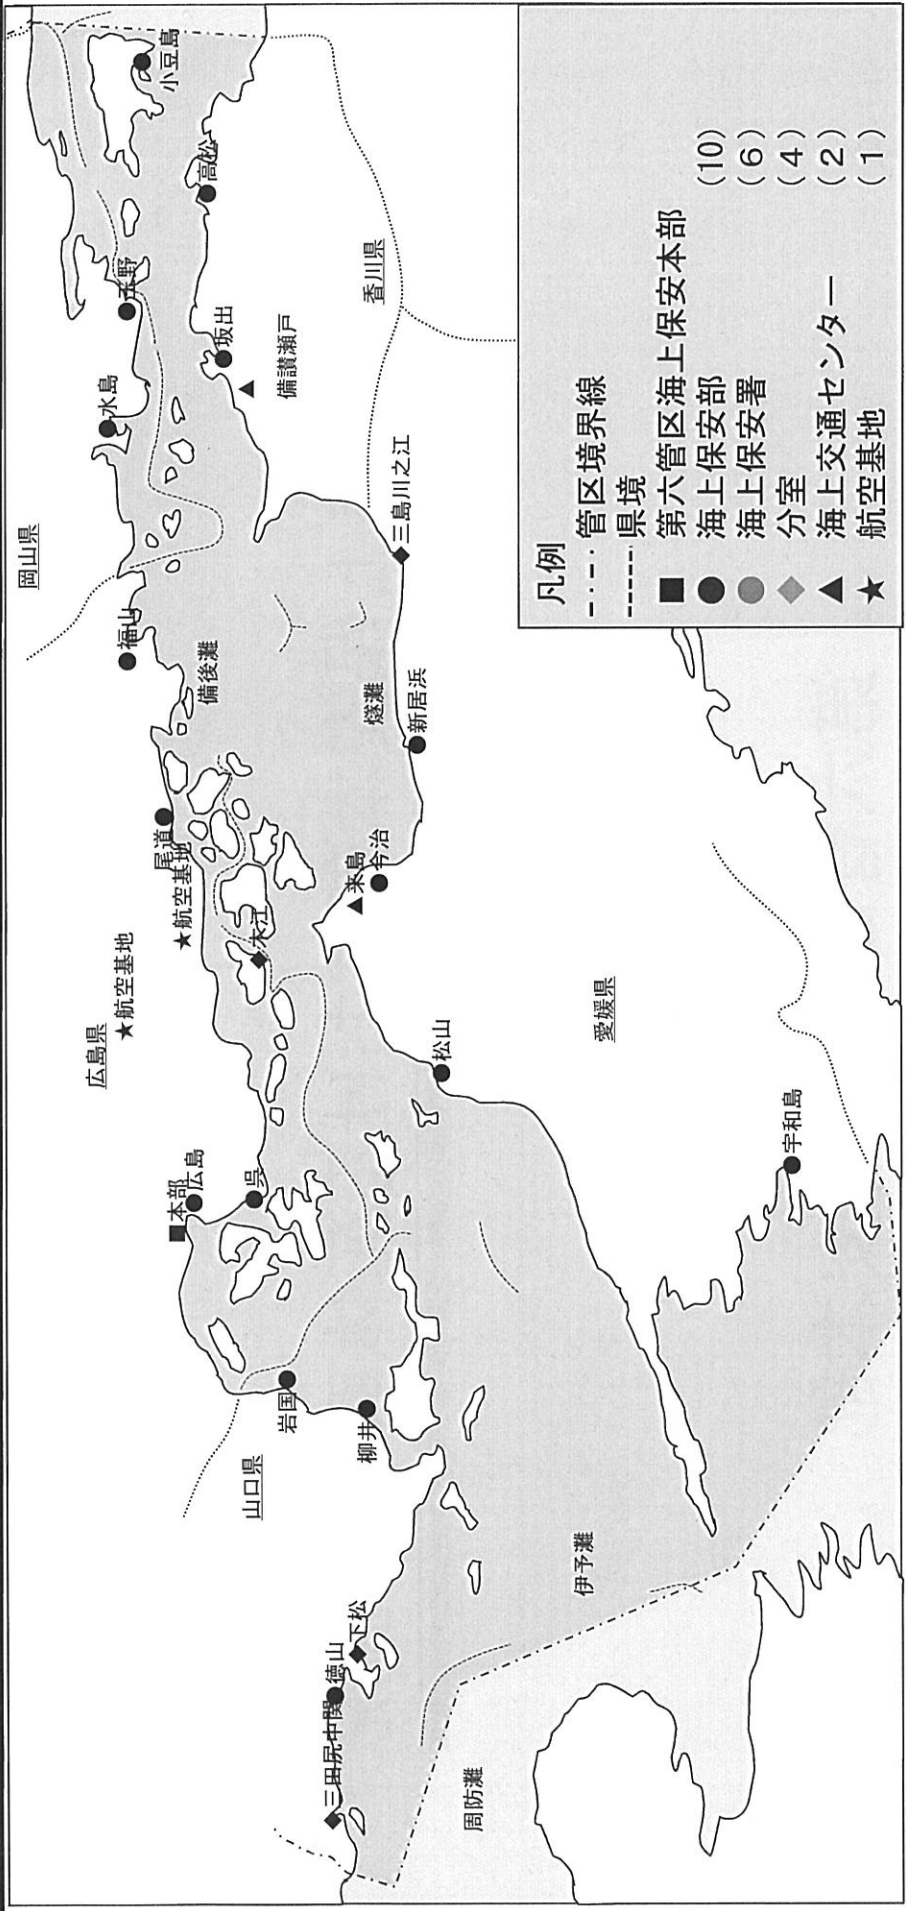 岡山県
広島県
山口県
香川県
愛媛県
小豆島
高松
玉野
坂出
備讃瀬戸
水島
三島川之江
福山
備後灘
燧灘
新居浜
尾道
★航空基地
★航空基地
来島
今治
木江
松山
本部
広島
呉
宇和島
岩国
柳井
伊予灘
下松
徳山
三田尻中関
周防灘
凡例
管区境界線
県境
■ 第六管区海上保安本部
● 海上保安部 (10)
● 海上保安署 (6)
◆ 分室 (4)
▲ 海上交通センター (2)
★ 航空基地 (1)